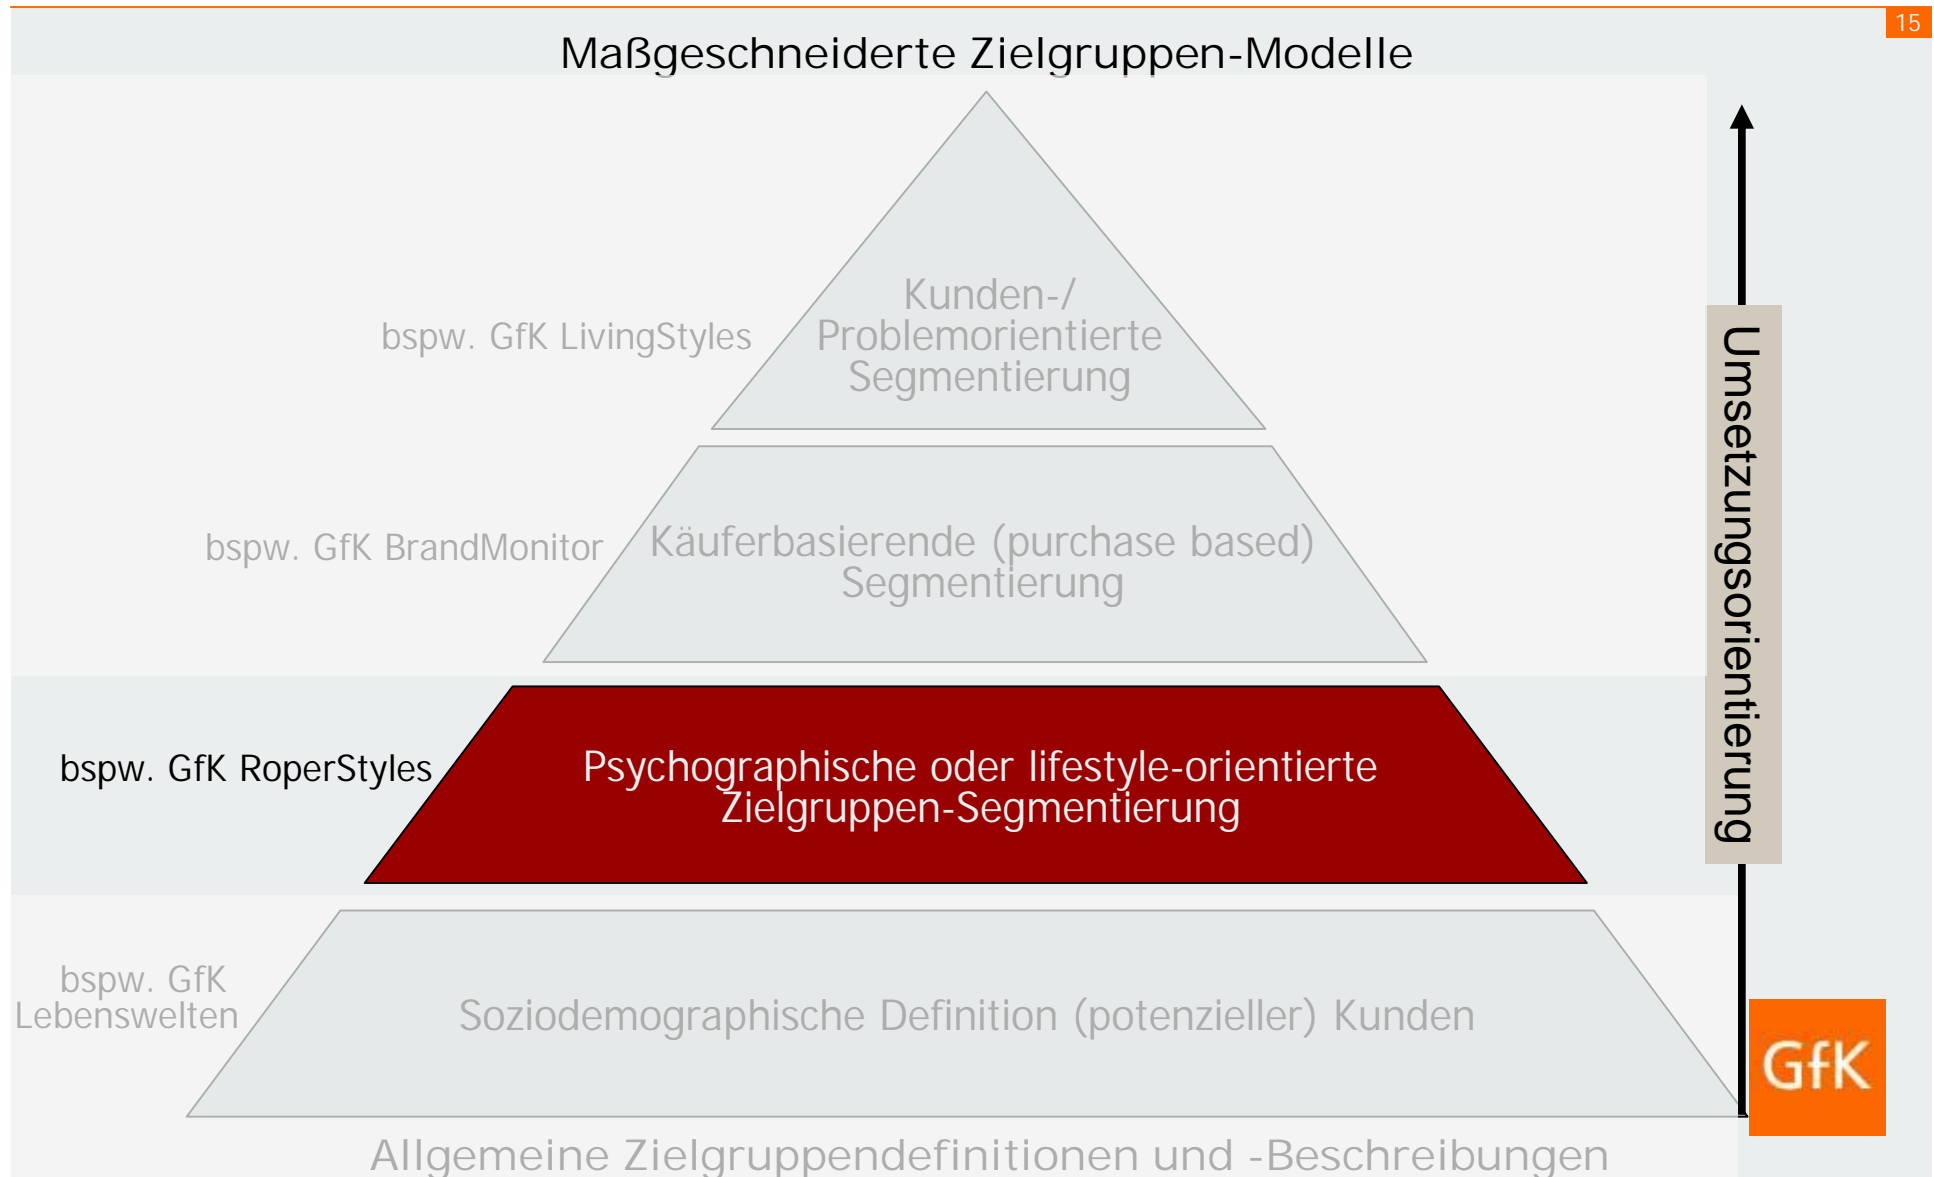 15
Maßgeschneiderte Zielgruppen-Modelle
bspw. GfK LivingStyles
Kunden-/
Problemorientierte
Segmentierung
bspw. GfK BrandMonitor
Käuferbasierende (purchase based)
Segmentierung
bspw. GfK RoperStyles
Psychographische oder lifestyle-orientierte
Zielgruppen-Segmentierung
bspw. GfK
Lebenswelten
Soziodemographische Definition (potenzieller) Kunden
Allgemeine Zielgruppendefinitionen und -Beschreibungen
Umsetzungsorientierung
GfK